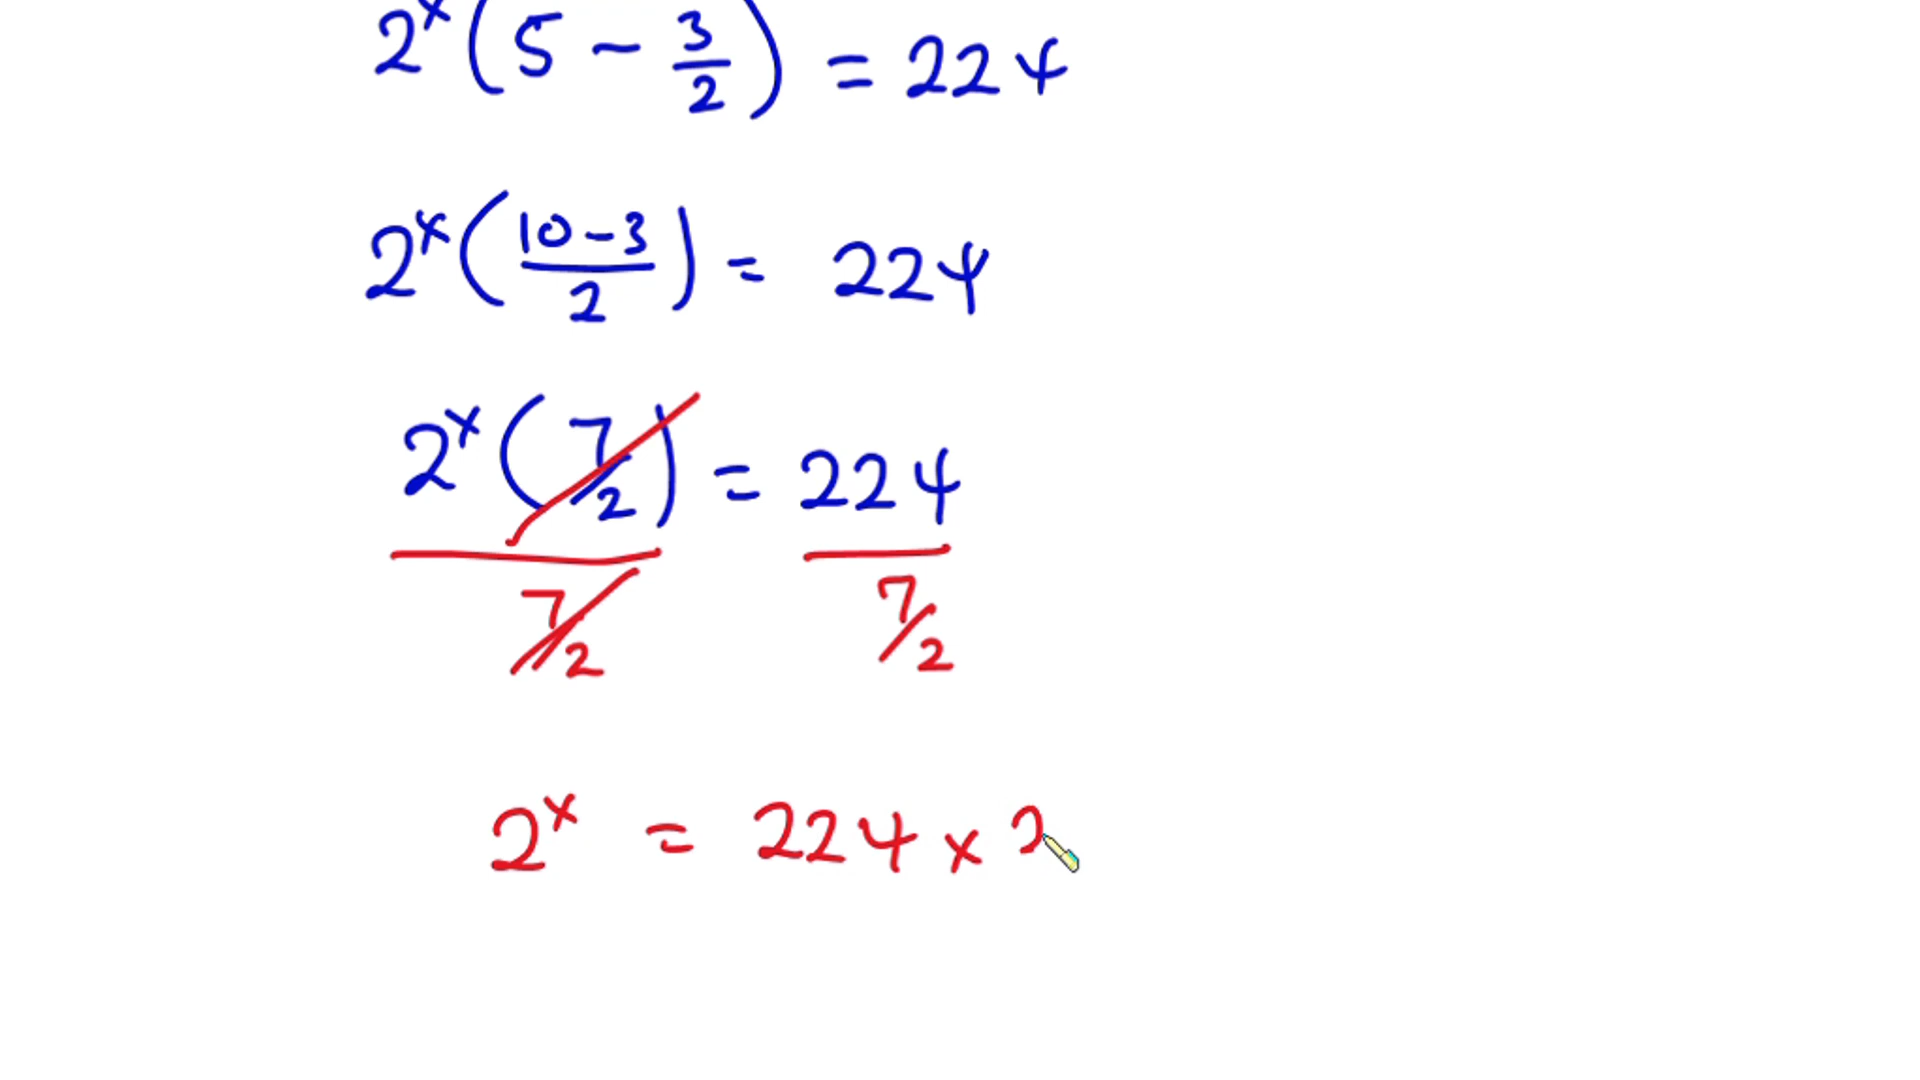 2^x (5 - 3/2) = 224
2^x ((10-3)/2) = 224
2^x (7/2) = 224
7/2 7/2
2^x = 224 x 2